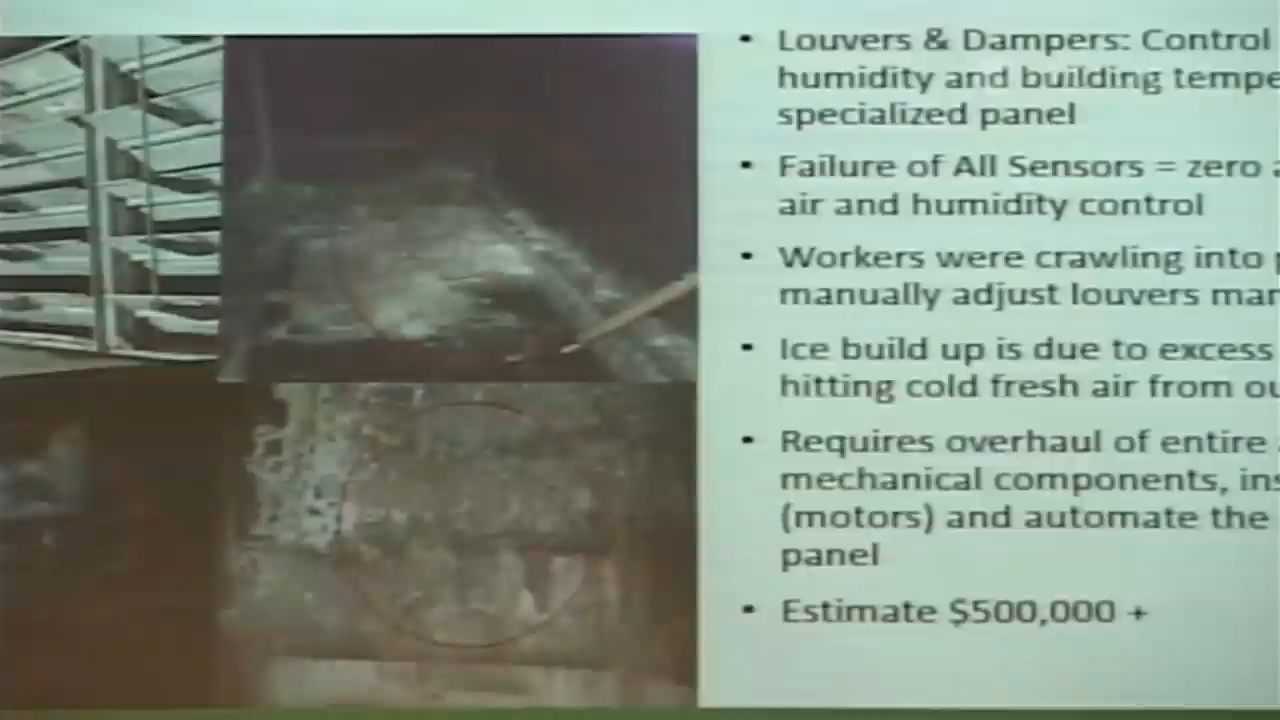 • Louvers & Dampers: Control
humidity and building tempe
specialized panel
• Failure of All Sensors = zero
air and humidity control
• Workers were crawling into
manually adjust louvers man
• Ice build up is due to excess
hitting cold fresh air from ou
• Requires overhaul of entire
mechanical components, ins
(motors) and automate the
panel
• Estimate $500,000 +